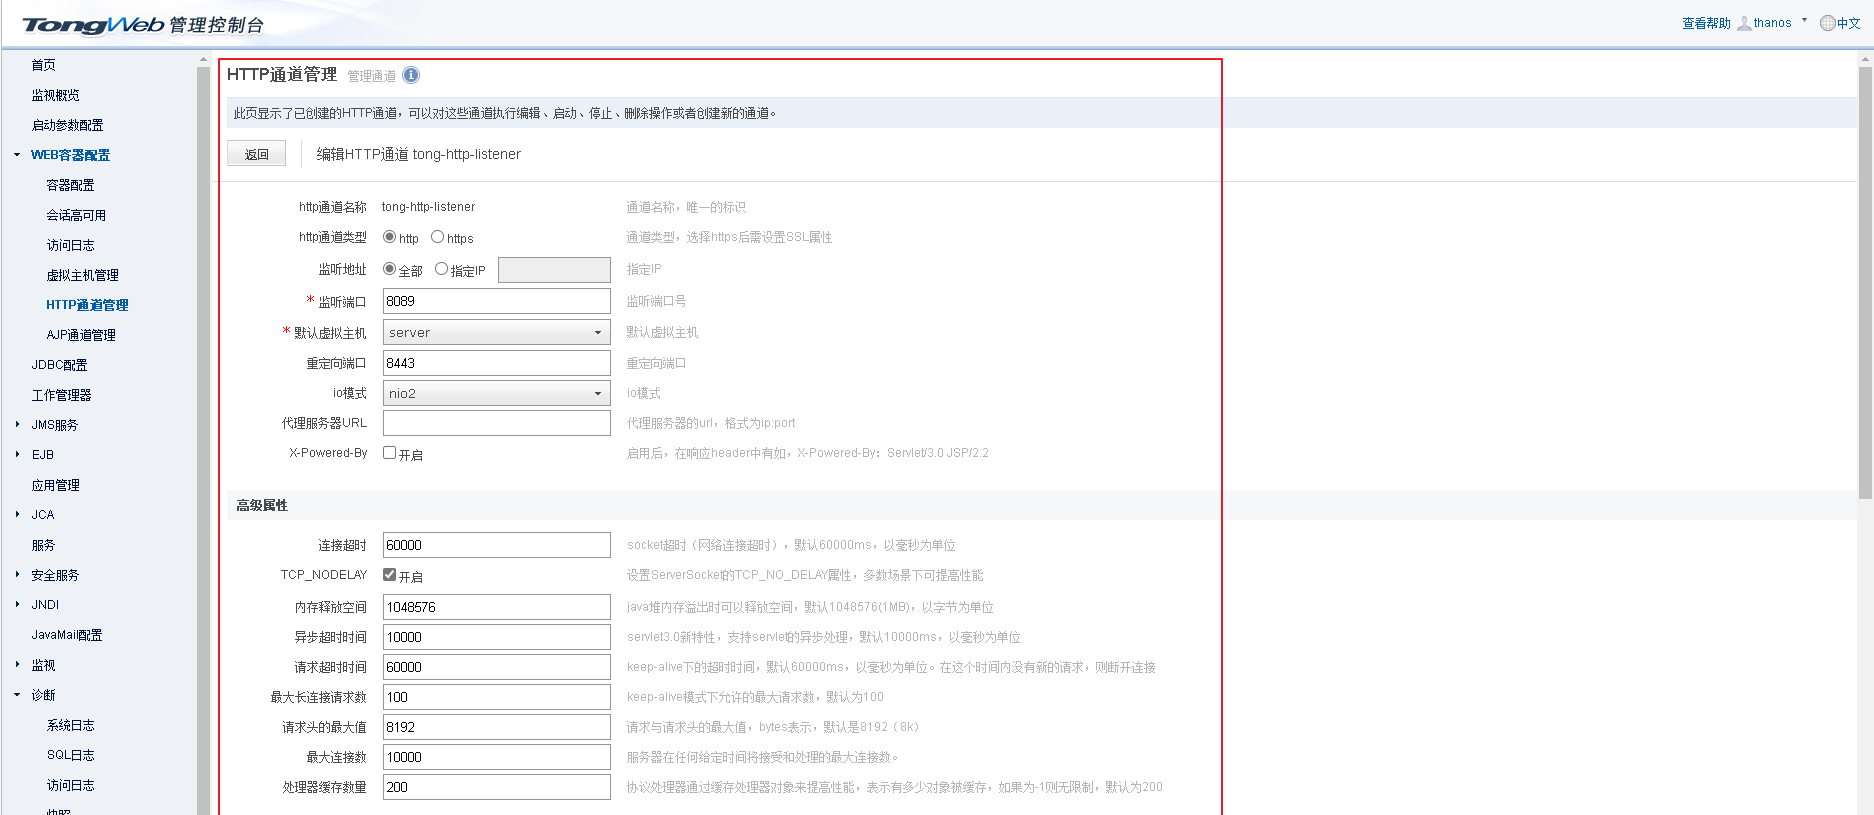 TongWeb 管理控制台
查看帮助 thanos 中文
首页
监视概览
启动参数配置
WEB容器配置
容器配置
会话高可用
访问日志
虚拟主机管理
HTTP通道管理
AJP通道管理
JDBC配置
工作管理器
JMS服务
EJB
应用管理
JCA
服务
安全服务
JNDI
JavaMail配置
监视
诊断
系统日志
SQL日志
访问日志
快照
HTTP通道管理 管理通道
此页显示了已创建的HTTP通道，可以对这些通道执行编辑、启动、停止、删除操作或者创建新的通道。
返回 编辑HTTP通道 tong-http-listener
http通道名称 tong-http-listener 通道名称，唯一的标识
http通道类型 http https 通道类型，选择https后需设置SSL属性
监听地址 全部 指定IP 指定IP
* 监听端口 8089 监听端口号
* 默认虚拟主机 server 默认虚拟主机
重定向端口 8443 重定向端口
io模式 nio2 io模式
代理服务器URL 代理服务器的url，格式为ip:port
X-Powered-By 开启 启用后，在响应header中有如，X-Powered-By：Servlet/3.0 JSP/2.2
高级属性
连接超时 60000 socket超时（网络连接超时），默认60000ms，以毫秒为单位
TCP_NODELAY 开启 设置ServerSocket的TCP_NO_DELAY属性，多数场景下可提高性能
内存释放空间 1048576 java堆内存溢出时可以释放空间，默认1048576(1MB)，以字节为单位
异步超时时间 10000 servlet3.0新特性，支持servlet的异步处理，默认10000ms，以毫秒为单位
请求超时时间 60000 keep-alive下的超时时间，默认60000ms，以毫秒为单位。在这个时间内没有新的请求，则断开连接
最大长连接请求数 100 keep-alive模式下允许的最大请求数，默认为100
请求头的最大值 8192 请求与请求头的最大值，bytes表示，默认是8192（8k）
最大连接数 10000 服务器在任何给定时间将接受和处理的最大连接数。
处理器缓存数量 200 协议处理器通过缓存处理器对象来提高性能，表示有多少对象被缓存，如果为-1则无限制，默认为200